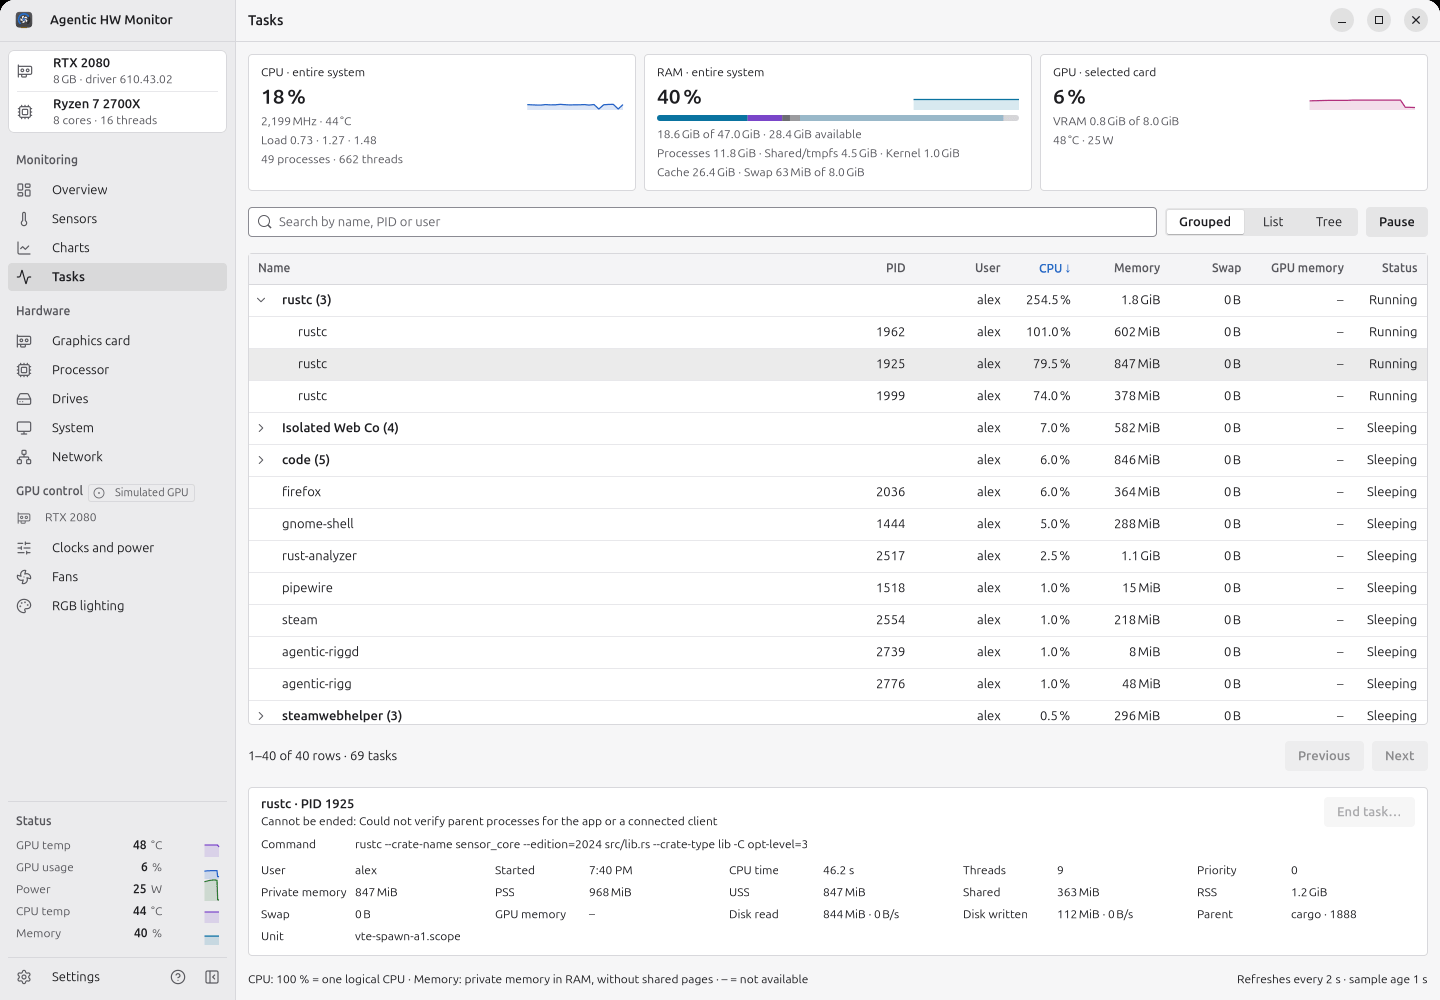 Agentic HW Monitor
Tasks
RTX 2080
8 GB · driver 610.43.02
Ryzen 7 2700X
8 cores · 16 threads
Monitoring
Overview
Sensors
Charts
Tasks
Hardware
Graphics card
Processor
Drives
System
Network
GPU control
Simulated GPU
RTX 2080
Clocks and power
Fans
RGB lighting
Status
GPU temp 48 °C
GPU usage 6 %
Power 25 W
CPU temp 44 °C
Memory 40 %
Settings
CPU · entire system
18 %
2,199 MHz · 44 °C
Load 0.73 · 1.27 · 1.48
49 processes · 662 threads
RAM · entire system
40 %
18.6 GiB of 47.0 GiB · 28.4 GiB available
Processes 11.8 GiB · Shared/tmpfs 4.5 GiB · Kernel 1.0 GiB
Cache 26.4 GiB · Swap 63 MiB of 8.0 GiB
GPU · selected card
6 %
VRAM 0.8 GiB of 8.0 GiB
48 °C · 25 W
Search by name, PID or user
Grouped List Tree Pause
Name PID User CPU ↓ Memory Swap GPU memory Status
rustc (3) alex 254.5 % 1.8 GiB 0 B – Running
rustc 1962 alex 101.0 % 602 MiB 0 B – Running
rustc 1925 alex 79.5 % 847 MiB 0 B – Running
rustc 1999 alex 74.0 % 378 MiB 0 B – Running
Isolated Web Co (4) alex 7.0 % 582 MiB 0 B – Sleeping
code (5) alex 6.0 % 846 MiB 0 B – Sleeping
firefox 2036 alex 6.0 % 364 MiB 0 B – Sleeping
gnome-shell 1444 alex 5.0 % 288 MiB 0 B – Sleeping
rust-analyzer 2517 alex 2.5 % 1.1 GiB 0 B – Sleeping
pipewire 1518 alex 1.0 % 15 MiB 0 B – Sleeping
steam 2554 alex 1.0 % 218 MiB 0 B – Sleeping
agentic-riggd 2739 alex 1.0 % 8 MiB 0 B – Sleeping
agentic-rigg 2776 alex 1.0 % 48 MiB 0 B – Sleeping
steamwebhelper (3) alex 0.5 % 296 MiB 0 B – Sleeping
1–40 of 40 rows · 69 tasks
Previous Next
rustc · PID 1925
End task…
Cannot be ended: Could not verify parent processes for the app or a connected client
Command rustc --crate-name sensor_core --edition=2024 src/lib.rs --crate-type lib -C opt-level=3
User alex Started 7:40 PM CPU time 46.2 s Threads 9 Priority 0
Private memory 847 MiB PSS 968 MiB USS 847 MiB Shared 363 MiB RSS 1.2 GiB
Swap 0 B GPU memory – Disk read 844 MiB · 0 B/s Disk written 112 MiB · 0 B/s Parent cargo · 1888
Unit vte-spawn-a1.scope
CPU: 100 % = one logical CPU · Memory: private memory in RAM, without shared pages · – = not available
Refreshes every 2 s · sample age 1 s